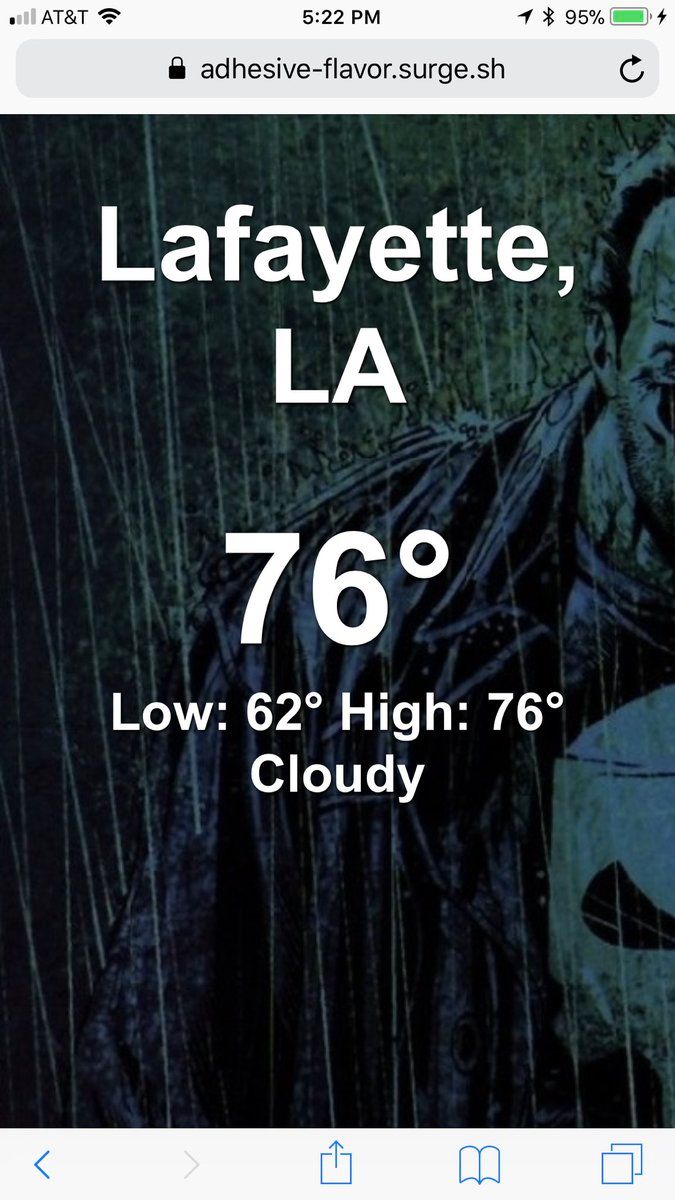 AT&T 5:22 PM 95%
adhesive-flavor.surge.sh
Lafayette,
LA
76°
Low: 62° High: 76°
Cloudy